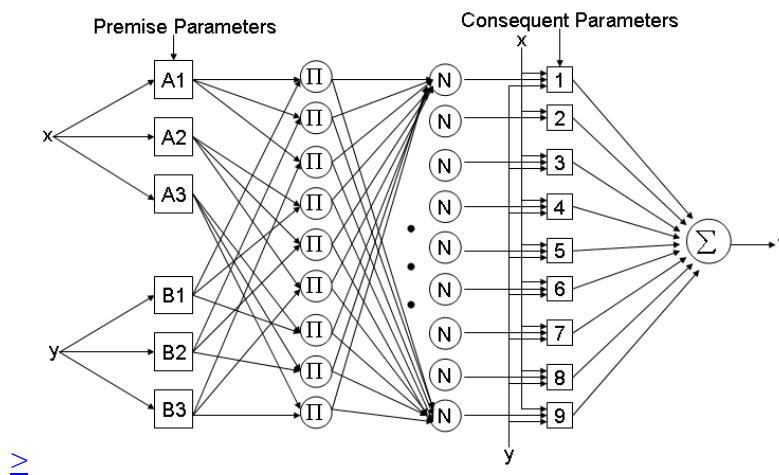 Premise Parameters
Consequent Parameters
x
A1 Π N 1
Π N 2
x A2
Π N 3
A3 Π N 4
Π N 5 Σ
B1 Π N 6
Π N 7
y B2
Π N 8
B3 Π N 9
y
>